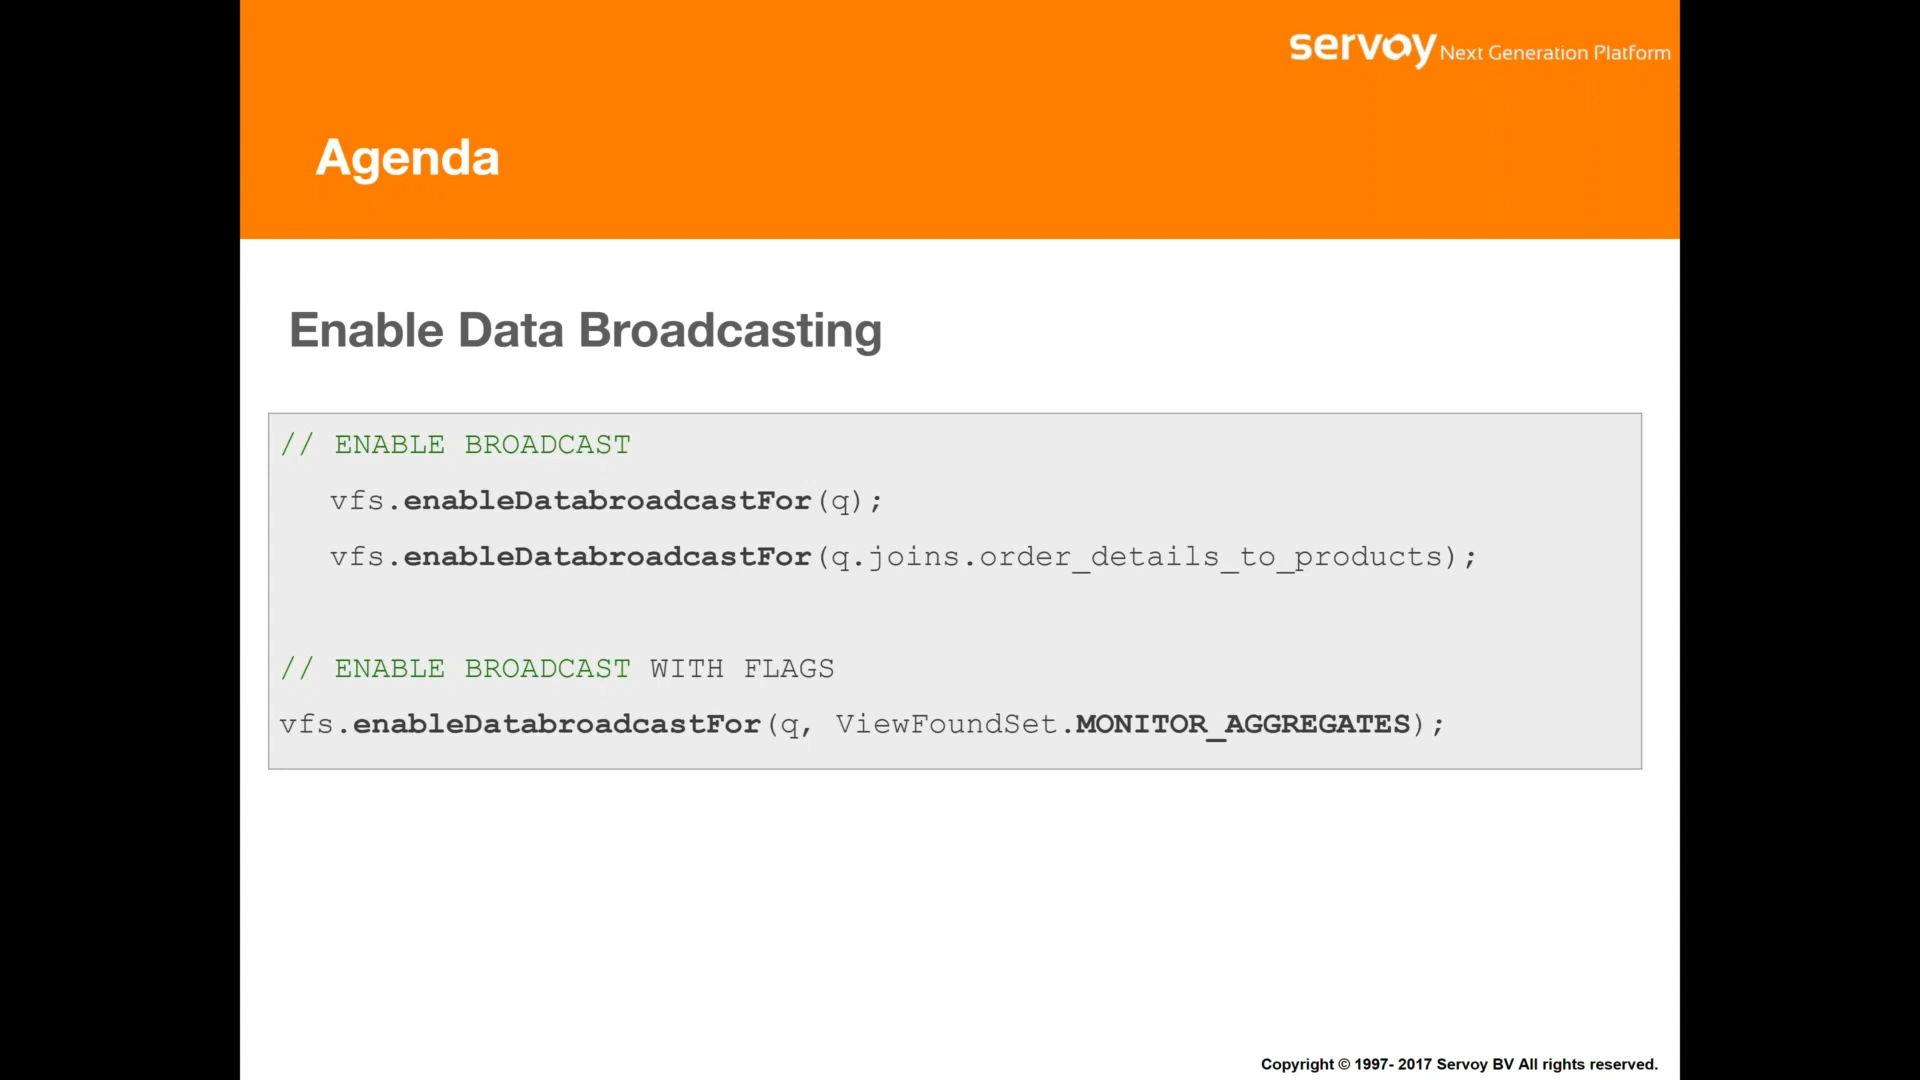 servoy Next Generation Platform
Agenda
Enable Data Broadcasting
// ENABLE BROADCAST
vfs.enableDatabroadcastFor(q);
vfs.enableDatabroadcastFor(q.joins.order_details_to_products);
// ENABLE BROADCAST WITH FLAGS
vfs.enableDatabroadcastFor(q, ViewFoundSet.MONITOR_AGGREGATES);
Copyright © 1997- 2017 Servoy BV All rights reserved.